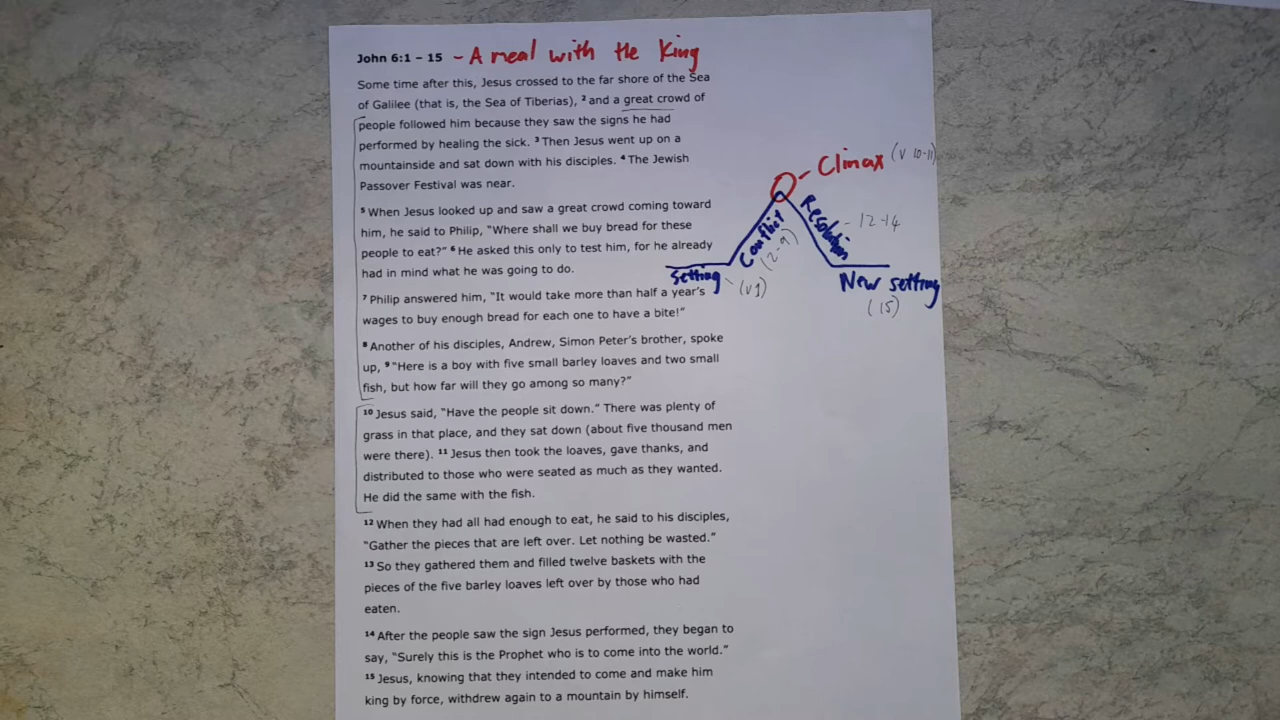 John 6:1 – 15 - A meal with the King
Some time after this, Jesus crossed to the far shore of the Sea
of Galilee (that is, the Sea of Tiberias), ² and a great crowd of
people followed him because they saw the signs he had
performed by healing the sick. ³ Then Jesus went up on a
mountainside and sat down with his disciples. ⁴ The Jewish
Passover Festival was near.
⁵ When Jesus looked up and saw a great crowd coming toward
him, he said to Philip, “Where shall we buy bread for these
people to eat?” ⁶ He asked this only to test him, for he already
had in mind what he was going to do.
⁷ Philip answered him, “It would take more than half a year’s
wages to buy enough bread for each one to have a bite!”
⁸ Another of his disciples, Andrew, Simon Peter’s brother, spoke
up, ⁹ “Here is a boy with five small barley loaves and two small
fish, but how far will they go among so many?”
¹⁰ Jesus said, “Have the people sit down.” There was plenty of
grass in that place, and they sat down (about five thousand men
were there). ¹¹ Jesus then took the loaves, gave thanks, and
distributed to those who were seated as much as they wanted.
He did the same with the fish.
¹² When they had all had enough to eat, he said to his disciples,
“Gather the pieces that are left over. Let nothing be wasted.”
¹³ So they gathered them and filled twelve baskets with the
pieces of the five barley loaves left over by those who had
eaten.
¹⁴ After the people saw the sign Jesus performed, they began to
say, “Surely this is the Prophet who is to come into the world.”
¹⁵ Jesus, knowing that they intended to come and make him
king by force, withdrew again to a mountain by himself.
Setting - (v1)
Conflict
(2-9)
- Climax (v 10-11)
Resolution - 12-14
New setting
(15)